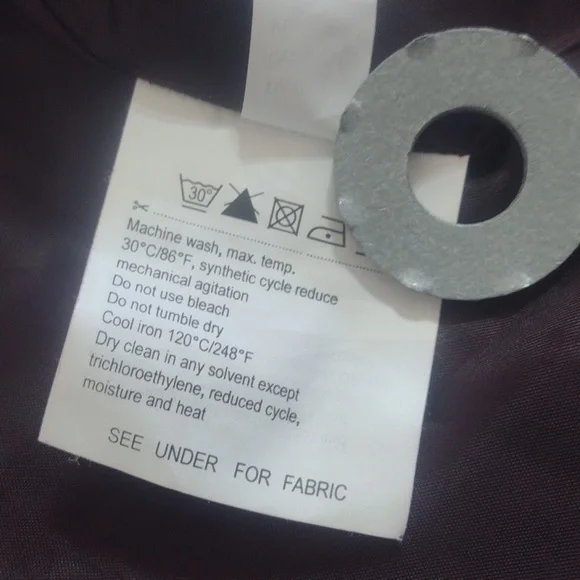 30°
Machine wash, max. temp.
30°C/86°F, synthetic cycle reduce
mechanical agitation
Do not use bleach
Do not tumble dry
Cool iron 120°C/248°F
Dry clean in any solvent except
trichloroethylene, reduced cycle,
moisture and heat
SEE UNDER FOR FABRIC